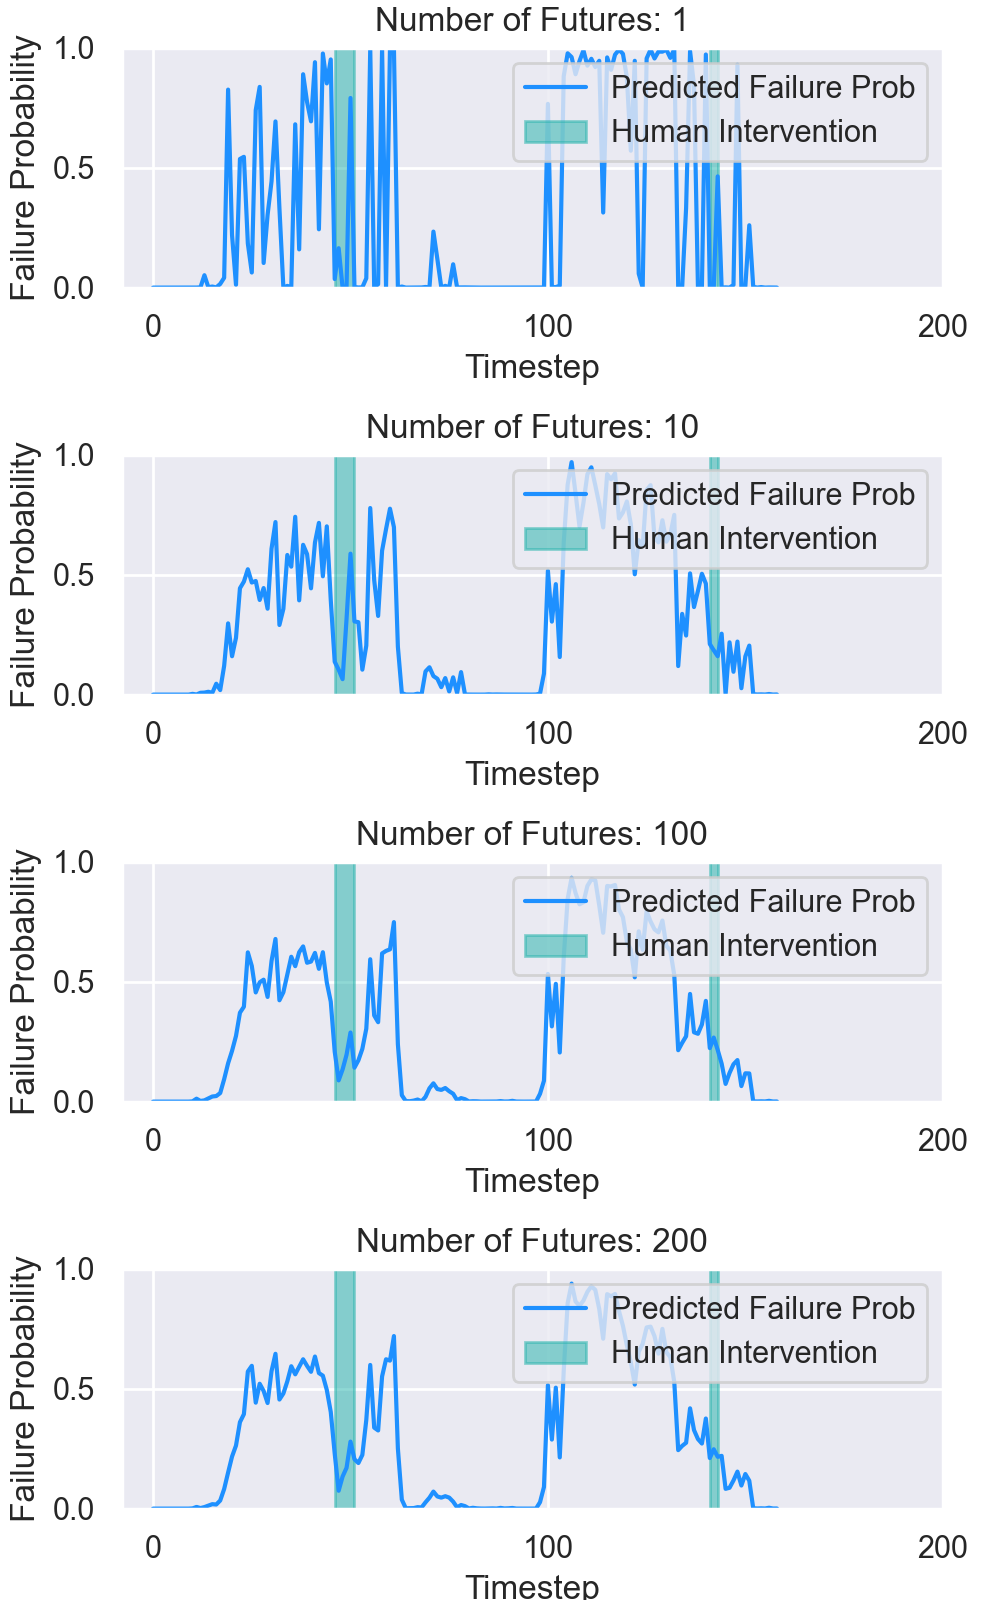 Number of Futures: 1
1.0
0.5
0.0
Failure Probability
Predicted Failure Prob
Human Intervention
0 100 200
Timestep
Number of Futures: 10
1.0
0.5
0.0
Failure Probability
Predicted Failure Prob
Human Intervention
0 100 200
Timestep
Number of Futures: 100
1.0
0.5
0.0
Failure Probability
Predicted Failure Prob
Human Intervention
0 100 200
Timestep
Number of Futures: 200
1.0
0.5
0.0
Failure Probability
Predicted Failure Prob
Human Intervention
0 100 200
Timestep